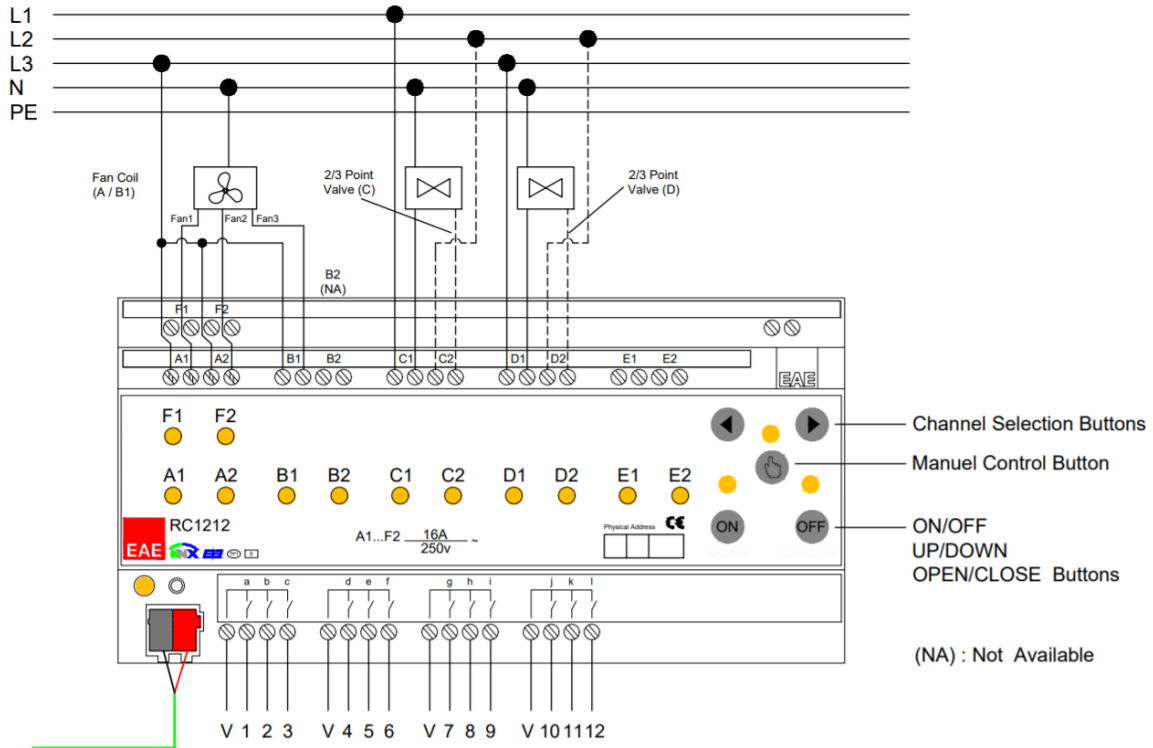 L1
L2
L3
N
PE
Fan Coil
(A / B1)
2/3 Point
Valve (C)
2/3 Point
Valve (D)
Fan1
Fan2
Fan3
B2
(NA)
F1 F2
A1 A2 B1 B2 C1 C2 D1 D2 E1 E2
EAE
F1 F2
Channel Selection Buttons
Manuel Control Button
A1 A2 B1 B2 C1 C2 D1 D2 E1 E2
RC1212
EAE KNX
A1...F2 16A
250v ~
Physical Address CE
ON OFF
ON/OFF
UP/DOWN
OPEN/CLOSE Buttons
a b c d e f g h i j k l
(NA) : Not Available
V 1 2 3 V 4 5 6 V 7 8 9 V 10 11 12